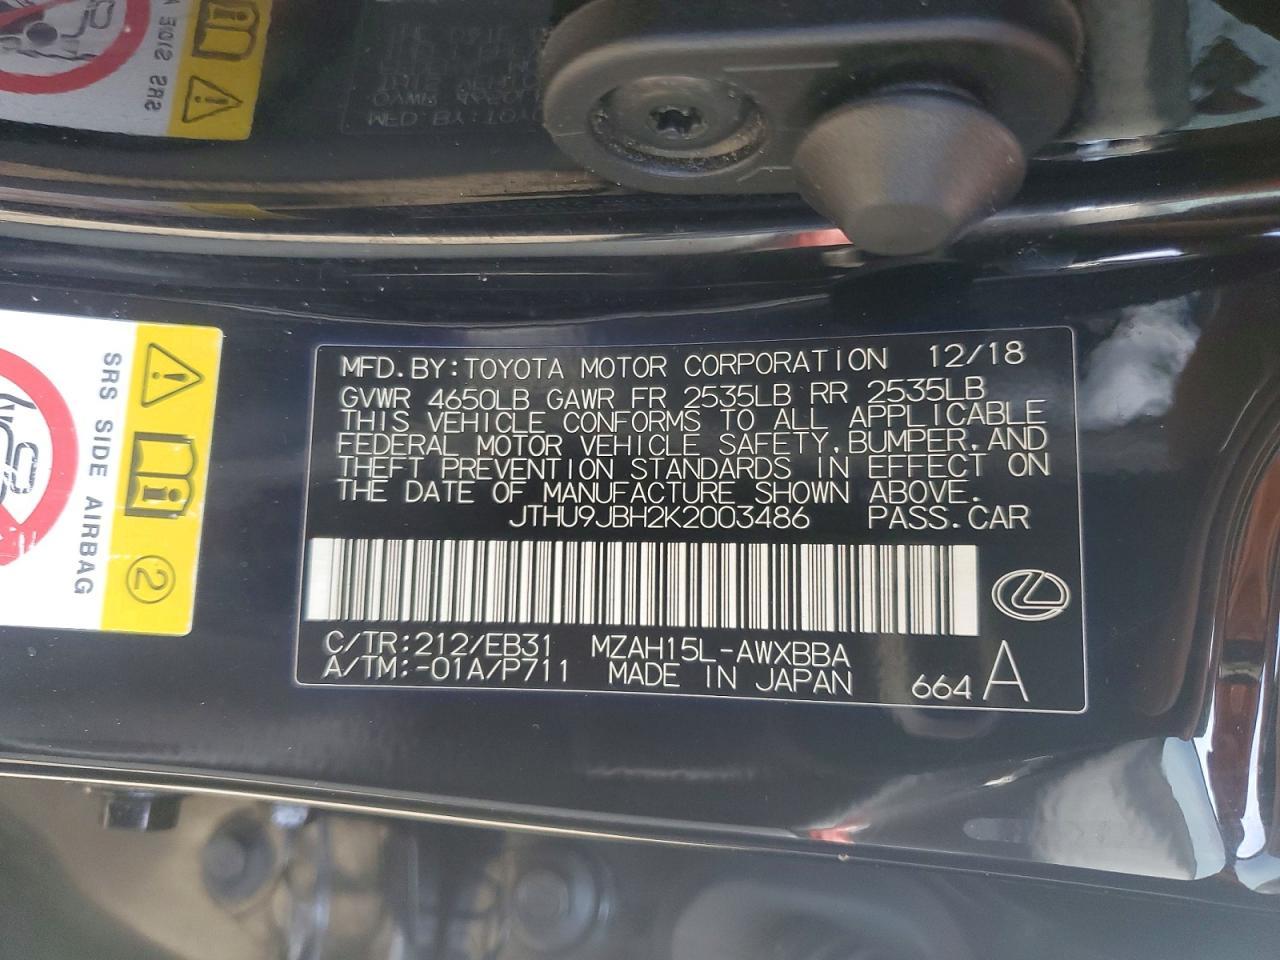 MFD.BY:TOYOTA MOTOR CORPORATION 12/18
GVWR 4650LB GAWR FR 2535LB RR 2535LB
THIS VEHICLE CONFORMS TO ALL APPLICABLE
FEDERAL MOTOR VEHICLE SAFETY,BUMPER,AND
THEFT PREVENTION STANDARDS IN EFFECT ON
THE DATE OF MANUFACTURE SHOWN ABOVE.
JTHU9JBH2K2003486 PASS.CAR
C/TR:212/EB31 MZAH15L-AWXBBA
A/TM:-01A/P711 MADE IN JAPAN 664 A
SRS SIDE AIRBAG
2